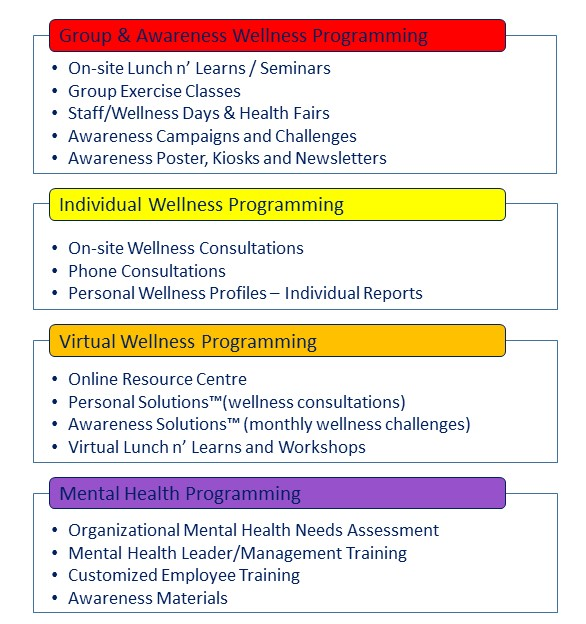 Group & Awareness Wellness Programming
• On-site Lunch n’ Learns / Seminars
• Group Exercise Classes
• Staff/Wellness Days & Health Fairs
• Awareness Campaigns and Challenges
• Awareness Poster, Kiosks and Newsletters
Individual Wellness Programming
• On-site Wellness Consultations
• Phone Consultations
• Personal Wellness Profiles – Individual Reports
Virtual Wellness Programming
• Online Resource Centre
• Personal Solutions™(wellness consultations)
• Awareness Solutions™ (monthly wellness challenges)
• Virtual Lunch n’ Learns and Workshops
Mental Health Programming
• Organizational Mental Health Needs Assessment
• Mental Health Leader/Management Training
• Customized Employee Training
• Awareness Materials